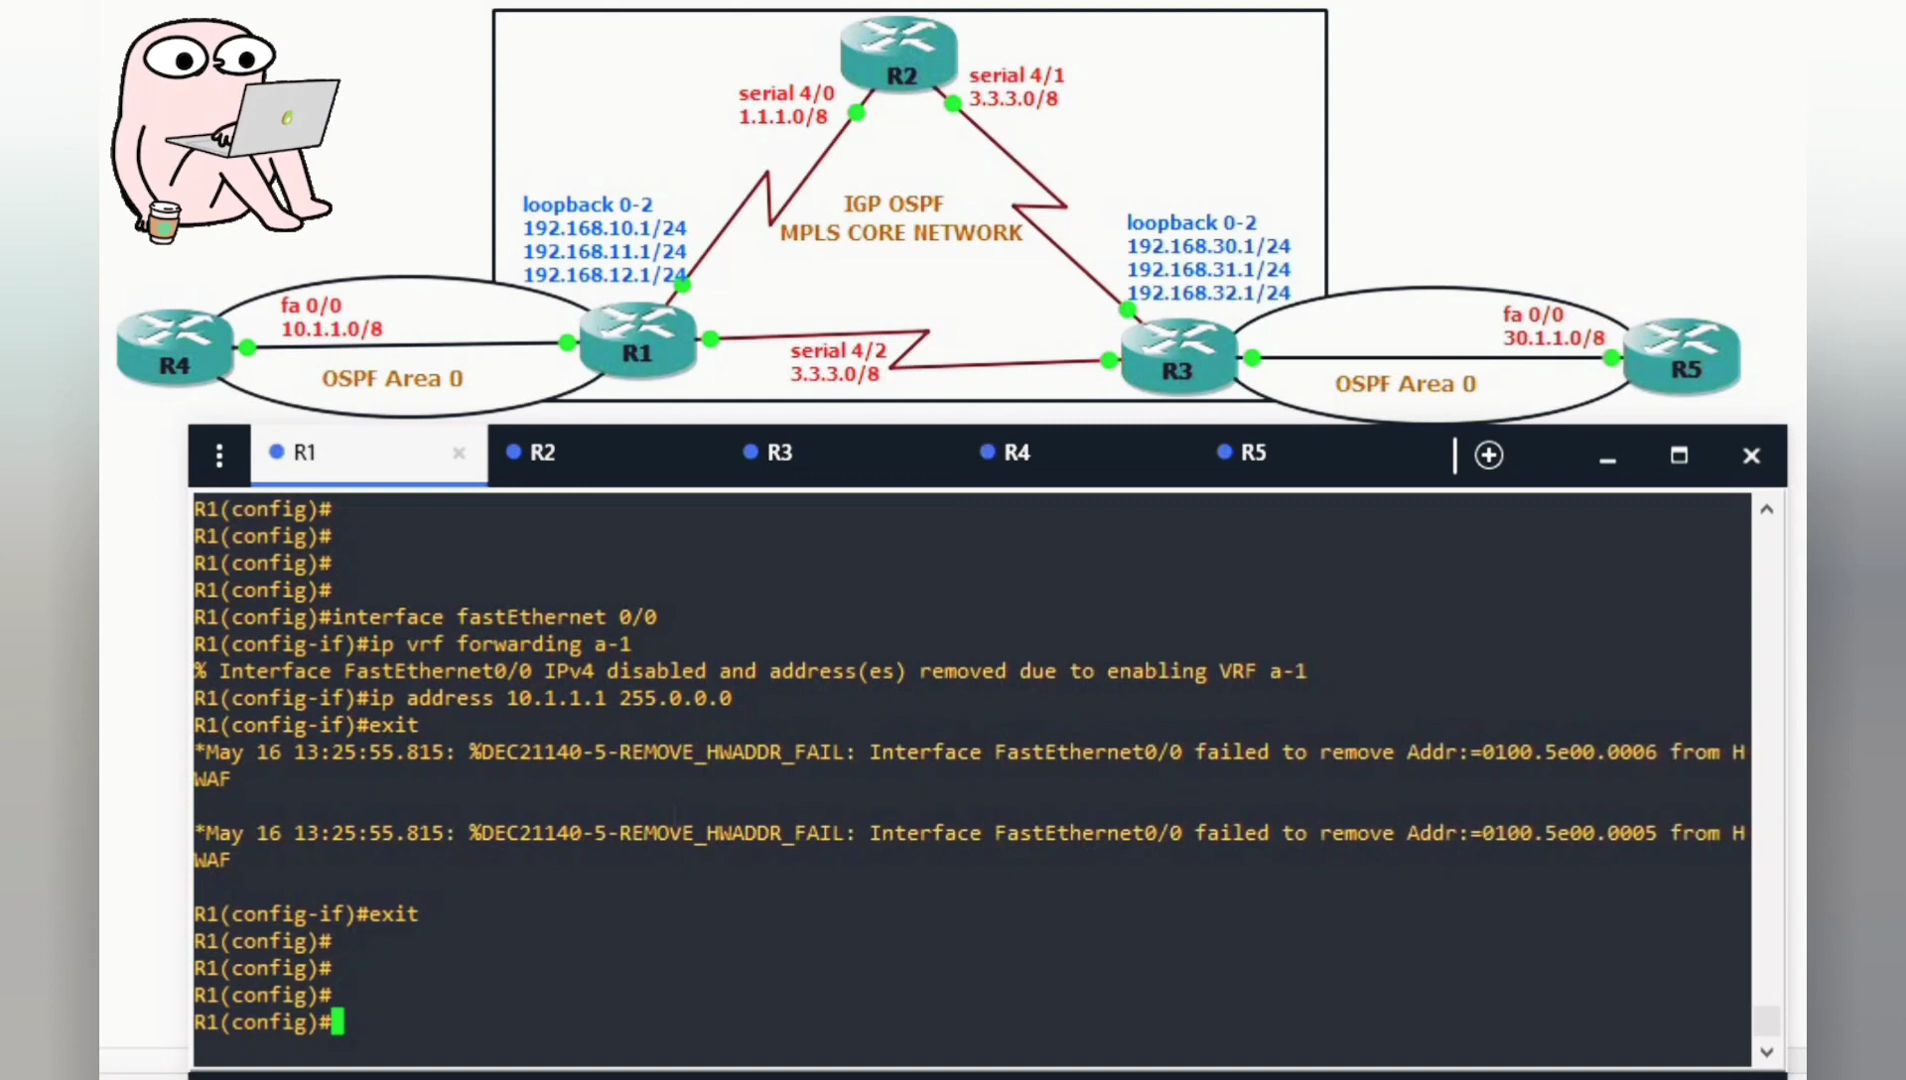 R2
serial 4/0
1.1.1.0/8
serial 4/1
3.3.3.0/8
IGP OSPF
MPLS CORE NETWORK
loopback 0-2
192.168.10.1/24
192.168.11.1/24
192.168.12.1/24
loopback 0-2
192.168.30.1/24
192.168.31.1/24
192.168.32.1/24
fa 0/0
10.1.1.0/8
R4
OSPF Area 0
R1
serial 4/2
3.3.3.0/8
R3
fa 0/0
30.1.1.0/8
OSPF Area 0
R5
R1 × R2 R3 R4 R5
R1(config)#
R1(config)#
R1(config)#
R1(config)#
R1(config)#interface fastEthernet 0/0
R1(config-if)#ip vrf forwarding a-1
% Interface FastEthernet0/0 IPv4 disabled and address(es) removed due to enabling VRF a-1
R1(config-if)#ip address 10.1.1.1 255.0.0.0
R1(config-if)#exit
*May 16 13:25:55.815: %DEC21140-5-REMOVE_HWADDR_FAIL: Interface FastEthernet0/0 failed to remove Addr:=0100.5e00.0006 from H
WAF
*May 16 13:25:55.815: %DEC21140-5-REMOVE_HWADDR_FAIL: Interface FastEthernet0/0 failed to remove Addr:=0100.5e00.0005 from H
WAF
R1(config-if)#exit
R1(config)#
R1(config)#
R1(config)#
R1(config)#